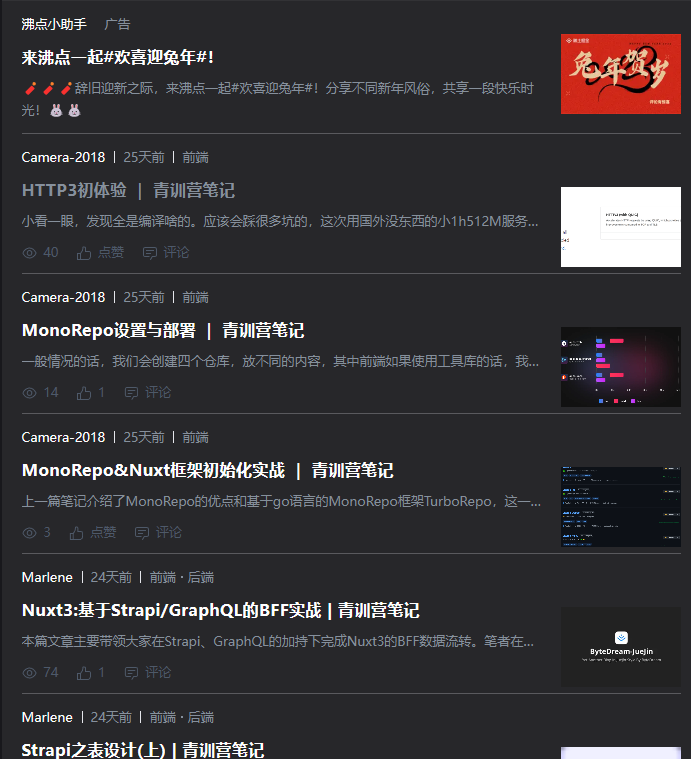 沸点小助手 广告
来沸点一起#欢喜迎兔年#!
🧨🧨🧨辞旧迎新之际，来沸点一起#欢喜迎兔年#！分享不同新年风俗，共享一段快乐时
光！🐰🐰
兔年贺岁
Camera-2018 | 25天前 | 前端
HTTP3初体验 | 青训营笔记
小看一眼，发现全是编译啥的。应该会踩很多坑的，这次用国外没东西的小1h512M服务...
40 点赞 评论
Camera-2018 | 25天前 | 前端
MonoRepo设置与部署 | 青训营笔记
一般情况的话，我们会创建四个仓库，放不同的内容，其中前端如果使用工具库的话，我...
14 1 评论
Camera-2018 | 25天前 | 前端
MonoRepo&Nuxt框架初始化实战 | 青训营笔记
上一篇笔记介绍了MonoRepo的优点和基于go语言的MonoRepo框架TurboRepo，这一...
3 点赞 评论
Marlene | 24天前 | 前端 · 后端
Nuxt3:基于Strapi/GraphQL的BFF实战 | 青训营笔记
本篇文章主要带领大家在Strapi、GraphQL的加持下完成Nuxt3的BFF数据流转。笔者在...
ByteDream-JueJin
74 1 评论
Marlene | 24天前 | 前端 · 后端
Strapi之表设计(上) | 青训营笔记